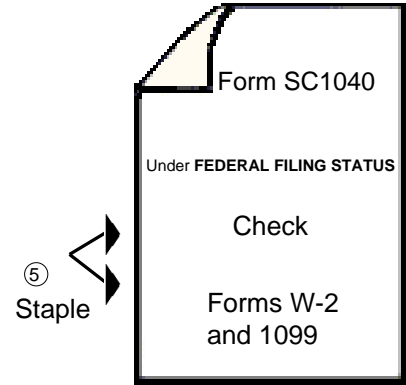 Form SC1040
Under FEDERAL FILING STATUS
Check
⑤
Staple
Forms W-2
and 1099